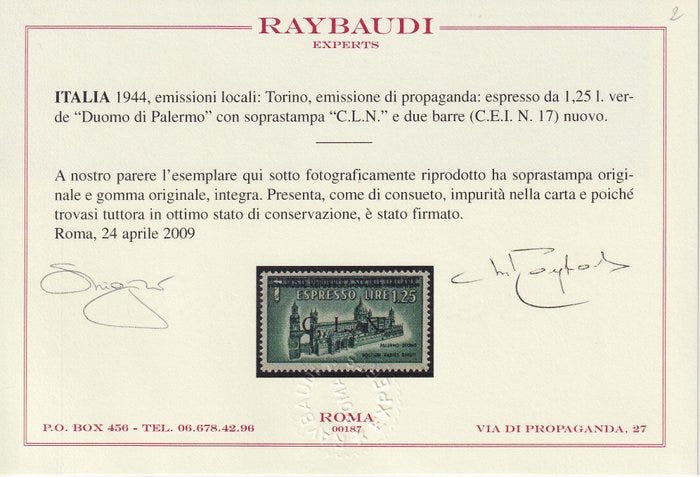 2
RAYBAUDI
EXPERTS
ITALIA 1944, emissioni locali: Torino, emissione di propaganda: espresso da 1,25 l. ver-
de “Duomo di Palermo” con soprastampa “C.L.N.” e due barre (C.E.I. N. 17) nuovo.
A nostro parere l’esemplare qui sotto fotograficamente riprodotto ha soprastampa origi-
nale e gomma originale, integra. Presenta, come di consueto, impurità nella carta e poiché
trovasi tuttora in ottimo stato di conservazione, è stato firmato.
Roma, 24 aprile 2009
ESPRESSO LIRE 1.25
C L N
PALERMO-DUOMO
HOSTIUM RABIES DIRUIT
ROMA
00187
P.O. BOX 456 - TEL. 06.678.42.96
VIA DI PROPAGANDA, 27